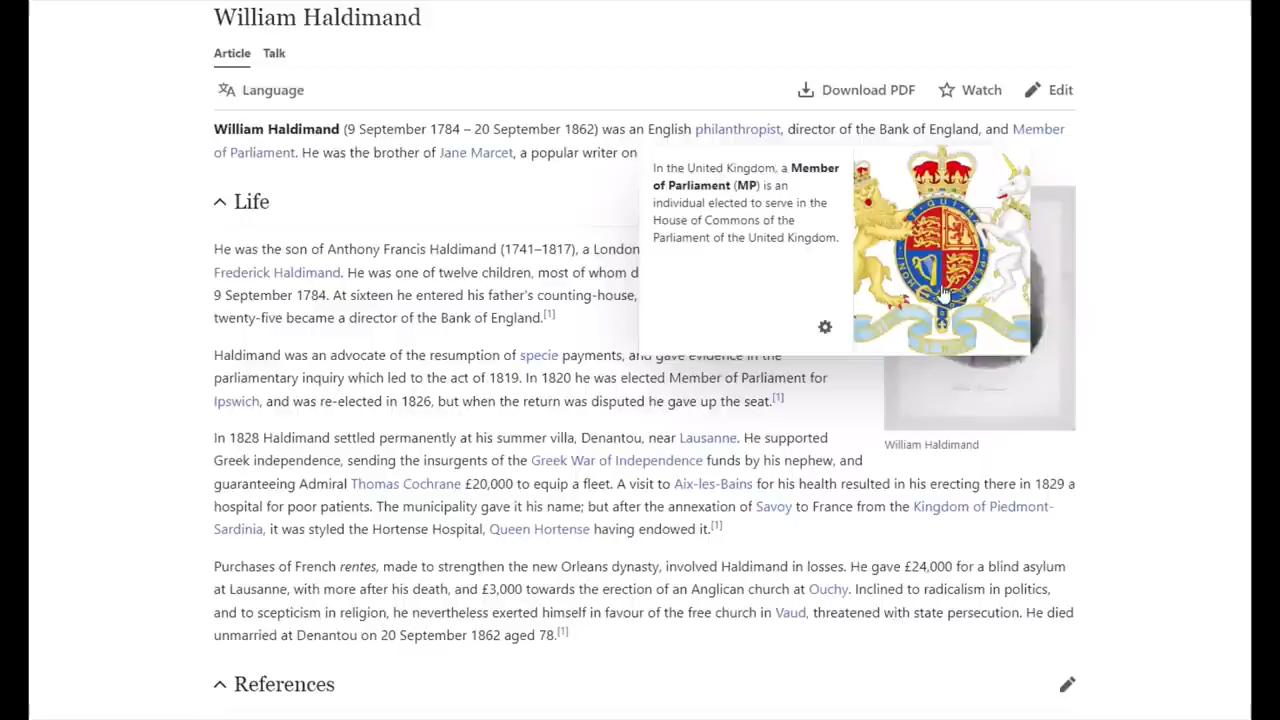 William Haldimand
Article Talk
Language Download PDF Watch Edit
William Haldimand (9 September 1784 – 20 September 1862) was an English philanthropist, director of the Bank of England, and Member
of Parliament. He was the brother of Jane Marcet, a popular writer on
In the United Kingdom, a Member
of Parliament (MP) is an
individual elected to serve in the
House of Commons of the
Parliament of the United Kingdom.
Life
He was the son of Anthony Francis Haldimand (1741–1817), a London
Frederick Haldimand. He was one of twelve children, most of whom d
9 September 1784. At sixteen he entered his father's counting-house,
twenty-five became a director of the Bank of England.[1]
Haldimand was an advocate of the resumption of specie payments, and gave evidence in the
parliamentary inquiry which led to the act of 1819. In 1820 he was elected Member of Parliament for
Ipswich, and was re-elected in 1826, but when the return was disputed he gave up the seat.[1]
In 1828 Haldimand settled permanently at his summer villa, Denantou, near Lausanne. He supported
Greek independence, sending the insurgents of the Greek War of Independence funds by his nephew, and
guaranteeing Admiral Thomas Cochrane £20,000 to equip a fleet. A visit to Aix-les-Bains for his health resulted in his erecting there in 1829 a
hospital for poor patients. The municipality gave it his name; but after the annexation of Savoy to France from the Kingdom of Piedmont-
Sardinia, it was styled the Hortense Hospital, Queen Hortense having endowed it.[1]
William Haldimand
Purchases of French rentes, made to strengthen the new Orleans dynasty, involved Haldimand in losses. He gave £24,000 for a blind asylum
at Lausanne, with more after his death, and £3,000 towards the erection of an Anglican church at Ouchy. Inclined to radicalism in politics,
and to scepticism in religion, he nevertheless exerted himself in favour of the free church in Vaud, threatened with state persecution. He died
unmarried at Denantou on 20 September 1862 aged 78.[1]
References